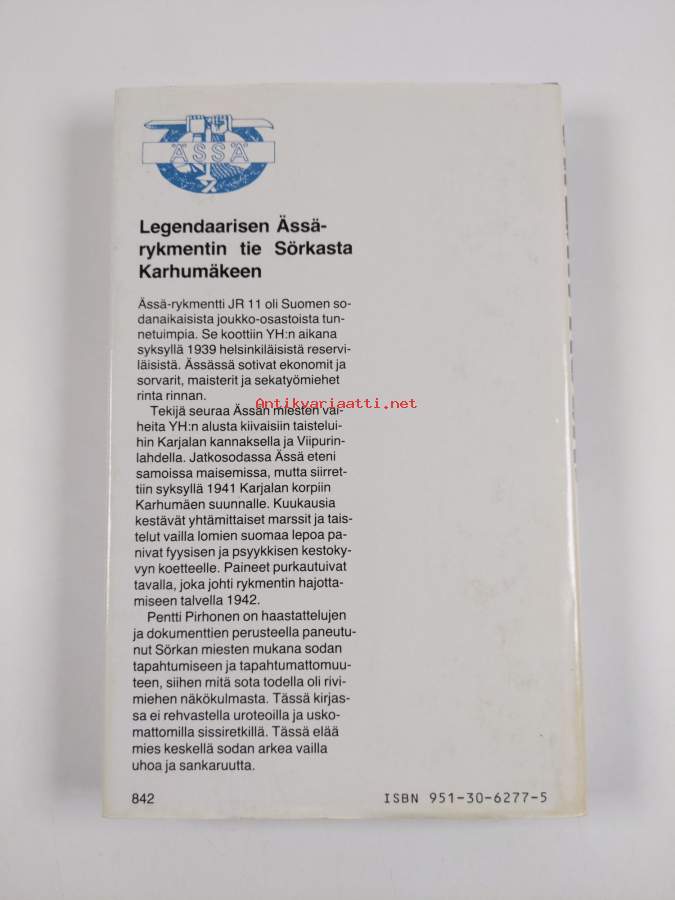 ÄSSÄ
Legendaarisen Ässä-
rykmentin tie Sörkasta
Karhumäkeen
Ässä-rykmentti JR 11 oli Suomen so-
danaikaisista joukko-osastoista tun-
netuimpia. Se koottiin YH:n aikana
syksyllä 1939 helsinkiläisistä reservi-
läisistä. Ässässä sotivat ekonomit ja
sorvarit, maisterit ja sekatyömiehet
rinta rinnan.
Antikvariaatti.net
Tekijä seuraa Ässän miesten vai-
heita YH:n alusta kiivaisiin taistelui-
hin Karjalan kannaksella ja Viipurin-
lahdella. Jatkosodassa Ässä eteni
samoissa maisemissa, mutta siirret-
tiin syksyllä 1941 Karjalan korpiin
Karhumäen suunnalle. Kuukausia
kestävät yhtämittaiset marssit ja tais-
telut vailla lomien suomaa lepoa pa-
nivat fyysisen ja psyykkisen kestoky-
vyn koetteelle. Paineet purkautuivat
tavalla, joka johti rykmentin hajotta-
miseen talvella 1942.
Pentti Pirhonen on haastattelujen
ja dokumenttien perusteella paneutu-
nut Sörkan miesten mukana sodan
tapahtumiseen ja tapahtumattomuu-
teen, siihen mitä sota todella oli rivi-
miehen näkökulmasta. Tässä kirjas-
sa ei rehvastella uroteoilla ja usko-
mattomilla sissiretkillä. Tässä elää
mies keskellä sodan arkea vailla
uhoa ja sankaruutta.
842
ISBN 951-30-6277-5